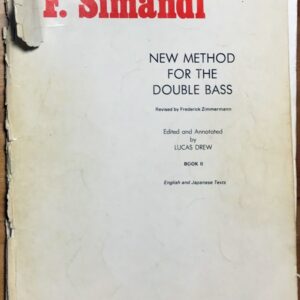 F. Simandl
NEW METHOD
FOR THE
DOUBLE BASS
Revised by Frederick Zimmermann
Edited and Annotated
by
LUCAS DREW
BOOK II
English and Japanese Texts